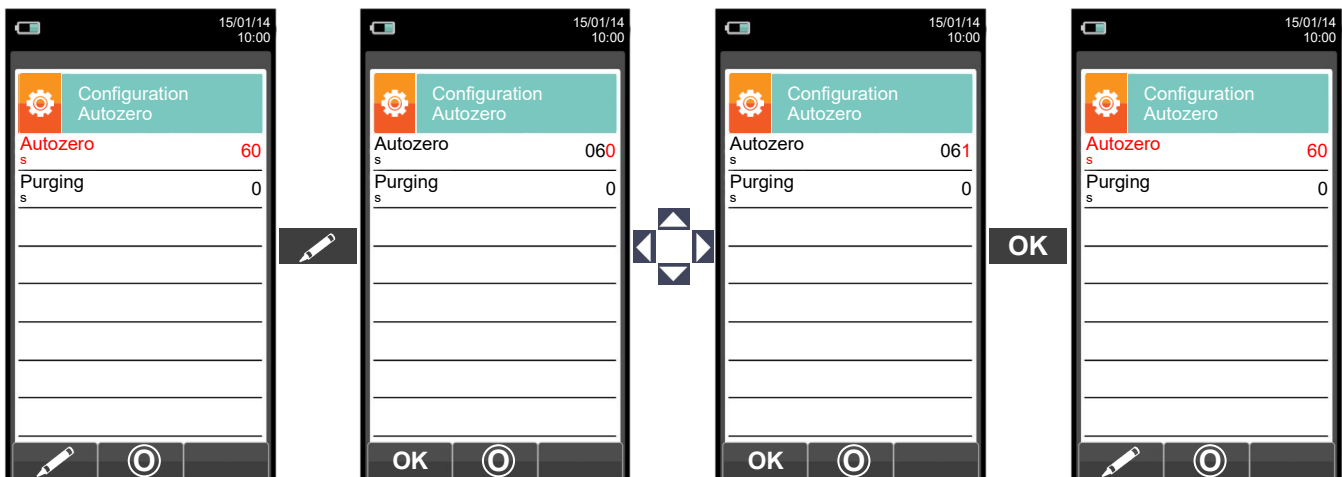 15/01/14
10:00
Configuration
Autozero
Autozero
s
60
Purging
s
0
O
15/01/14
10:00
Configuration
Autozero
Autozero
s
060
Purging
s
0
OK
O
15/01/14
10:00
Configuration
Autozero
Autozero
s
061
Purging
s
0
OK
O
OK
15/01/14
10:00
Configuration
Autozero
Autozero
s
60
Purging
s
0
O